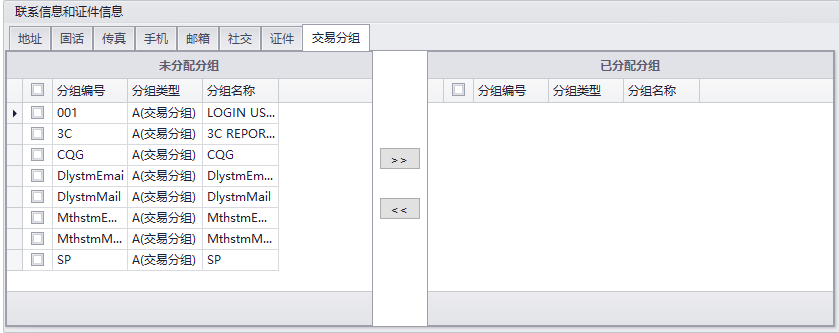 联系信息和证件信息
地址 固话 传真 手机 邮箱 社交 证件 交易分组
未分配分组
分组编号 分组类型 分组名称
001 A(交易分组) LOGIN US...
3C A(交易分组) 3C REPOR...
CQG A(交易分组) CQG
DlystmEmai A(交易分组) DlystmEm...
DlystmMail A(交易分组) DlystmMail
MthstmE... A(交易分组) MthstmE...
MthstmM... A(交易分组) MthstmM...
SP A(交易分组) SP
>>
<<
已分配分组
分组编号 分组类型 分组名称